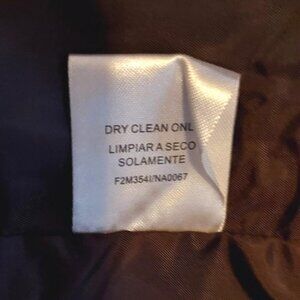 DRY CLEAN ONL
LIMPIAR A SECO
SOLAMENTE
F2M354I/NA0067